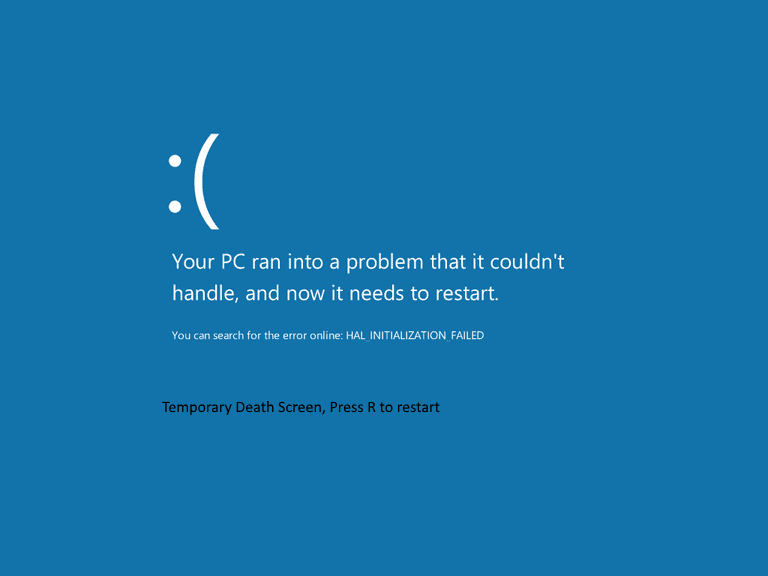 :(
Your PC ran into a problem that it couldn't
handle, and now it needs to restart.
You can search for the error online: HAL_INITIALIZATION_FAILED
Temporary Death Screen, Press R to restart